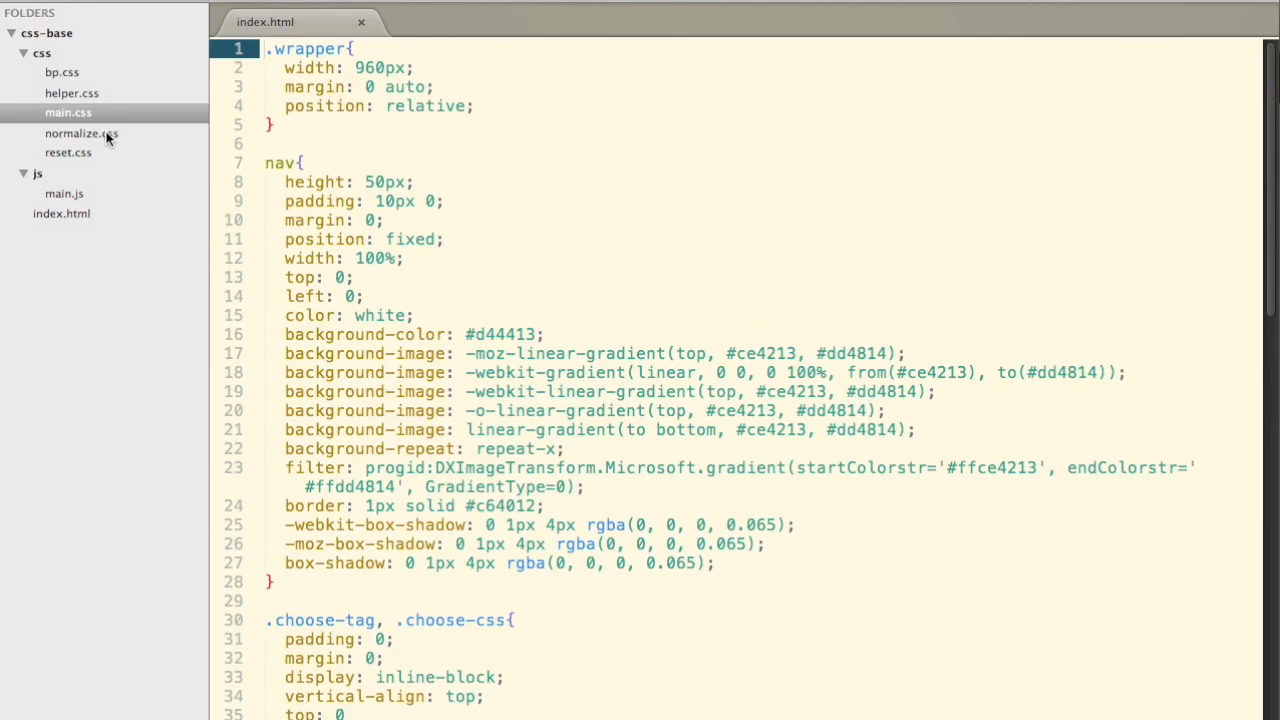 FOLDERS
css-base
css
bp.css
helper.css
main.css
normalize.css
reset.css
js
main.js
index.html
index.html ×
1 .wrapper{
2 width: 960px;
3 margin: 0 auto;
4 position: relative;
5 }
6
7 nav{
8 height: 50px;
9 padding: 10px 0;
10 margin: 0;
11 position: fixed;
12 width: 100%;
13 top: 0;
14 left: 0;
15 color: white;
16 background-color: #d44413;
17 background-image: -moz-linear-gradient(top, #ce4213, #dd4814);
18 background-image: -webkit-gradient(linear, 0 0, 0 100%, from(#ce4213), to(#dd4814));
19 background-image: -webkit-linear-gradient(top, #ce4213, #dd4814);
20 background-image: -o-linear-gradient(top, #ce4213, #dd4814);
21 background-image: linear-gradient(to bottom, #ce4213, #dd4814);
22 background-repeat: repeat-x;
23 filter: progid:DXImageTransform.Microsoft.gradient(startColorstr='#ffce4213', endColorstr='
#ffdd4814', GradientType=0);
24 border: 1px solid #c64012;
25 -webkit-box-shadow: 0 1px 4px rgba(0, 0, 0, 0.065);
26 -moz-box-shadow: 0 1px 4px rgba(0, 0, 0, 0.065);
27 box-shadow: 0 1px 4px rgba(0, 0, 0, 0.065);
28 }
29
30 .choose-tag, .choose-css{
31 padding: 0;
32 margin: 0;
33 display: inline-block;
34 vertical-align: top;
35 top: 0